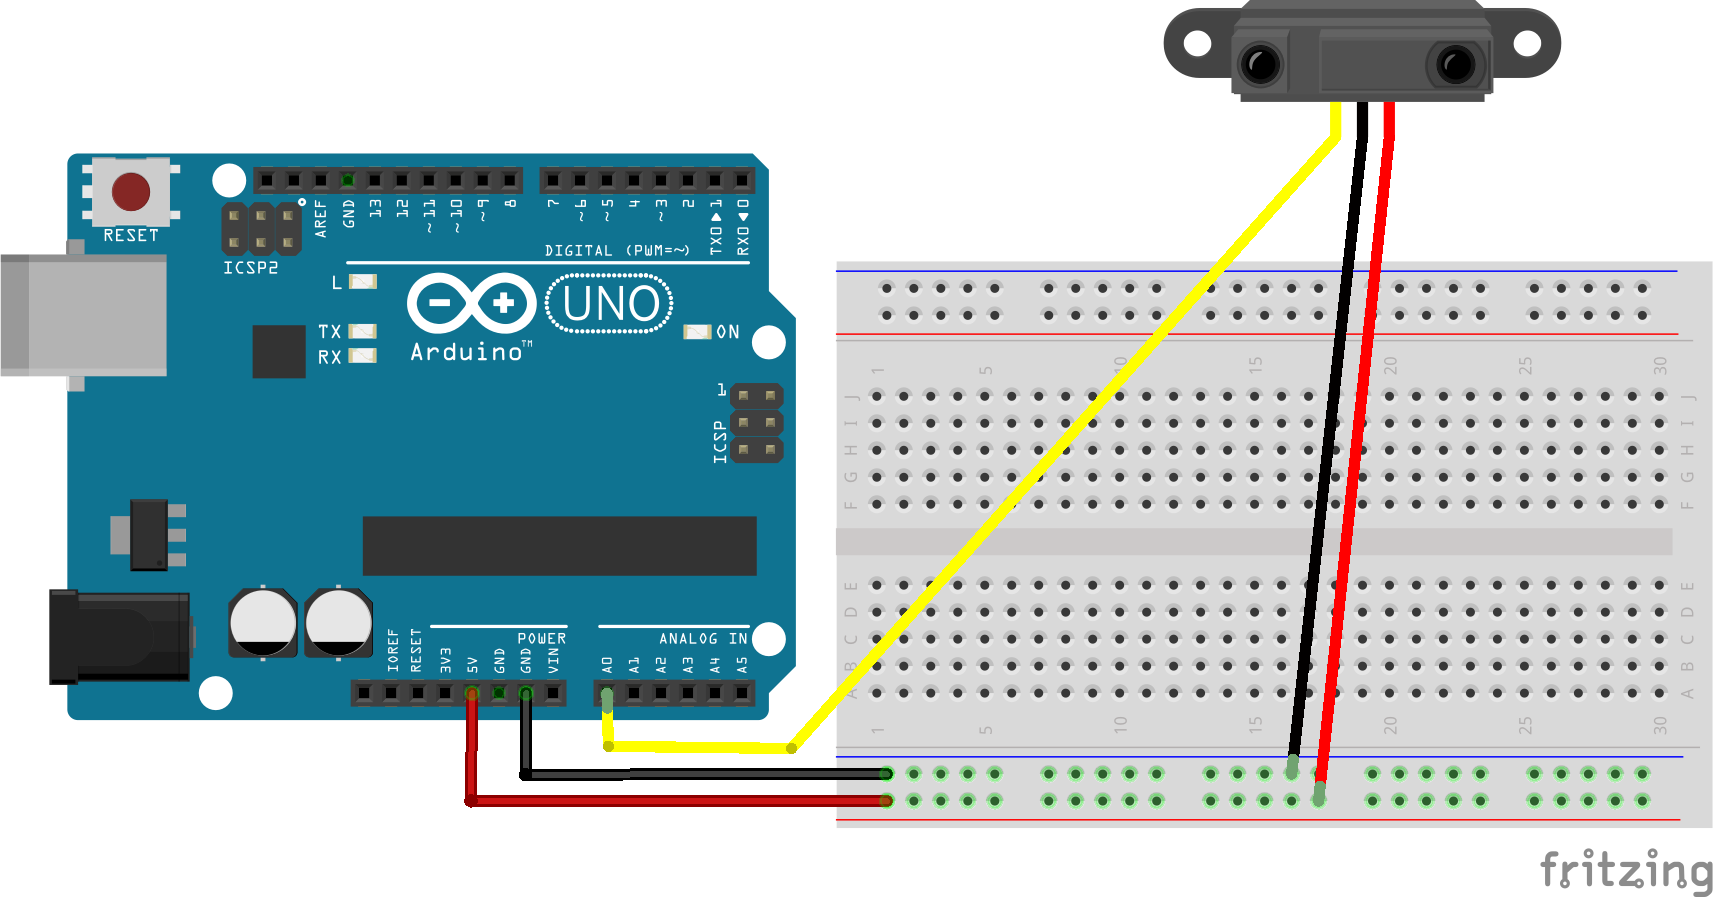 RESET
ICSP2
AREF
GND
13
12
~11
~10
~9
8
7
~6
~5
4
~3
2
TX0▶1
RX0◀0
DIGITAL (PWM=~)
L
TX
RX
UNO
Arduino™
ON
1
ICSP
IOREF
RESET
3V3
5V
GND
GND
VIN
POWER
ANALOG IN
A0
A1
A2
A3
A4
A5
1 5 10 15 20 25 30
J J
I I
H H
G G
F F
E E
D D
C C
B B
A A
1 5 10 15 20 25 30
fritzing